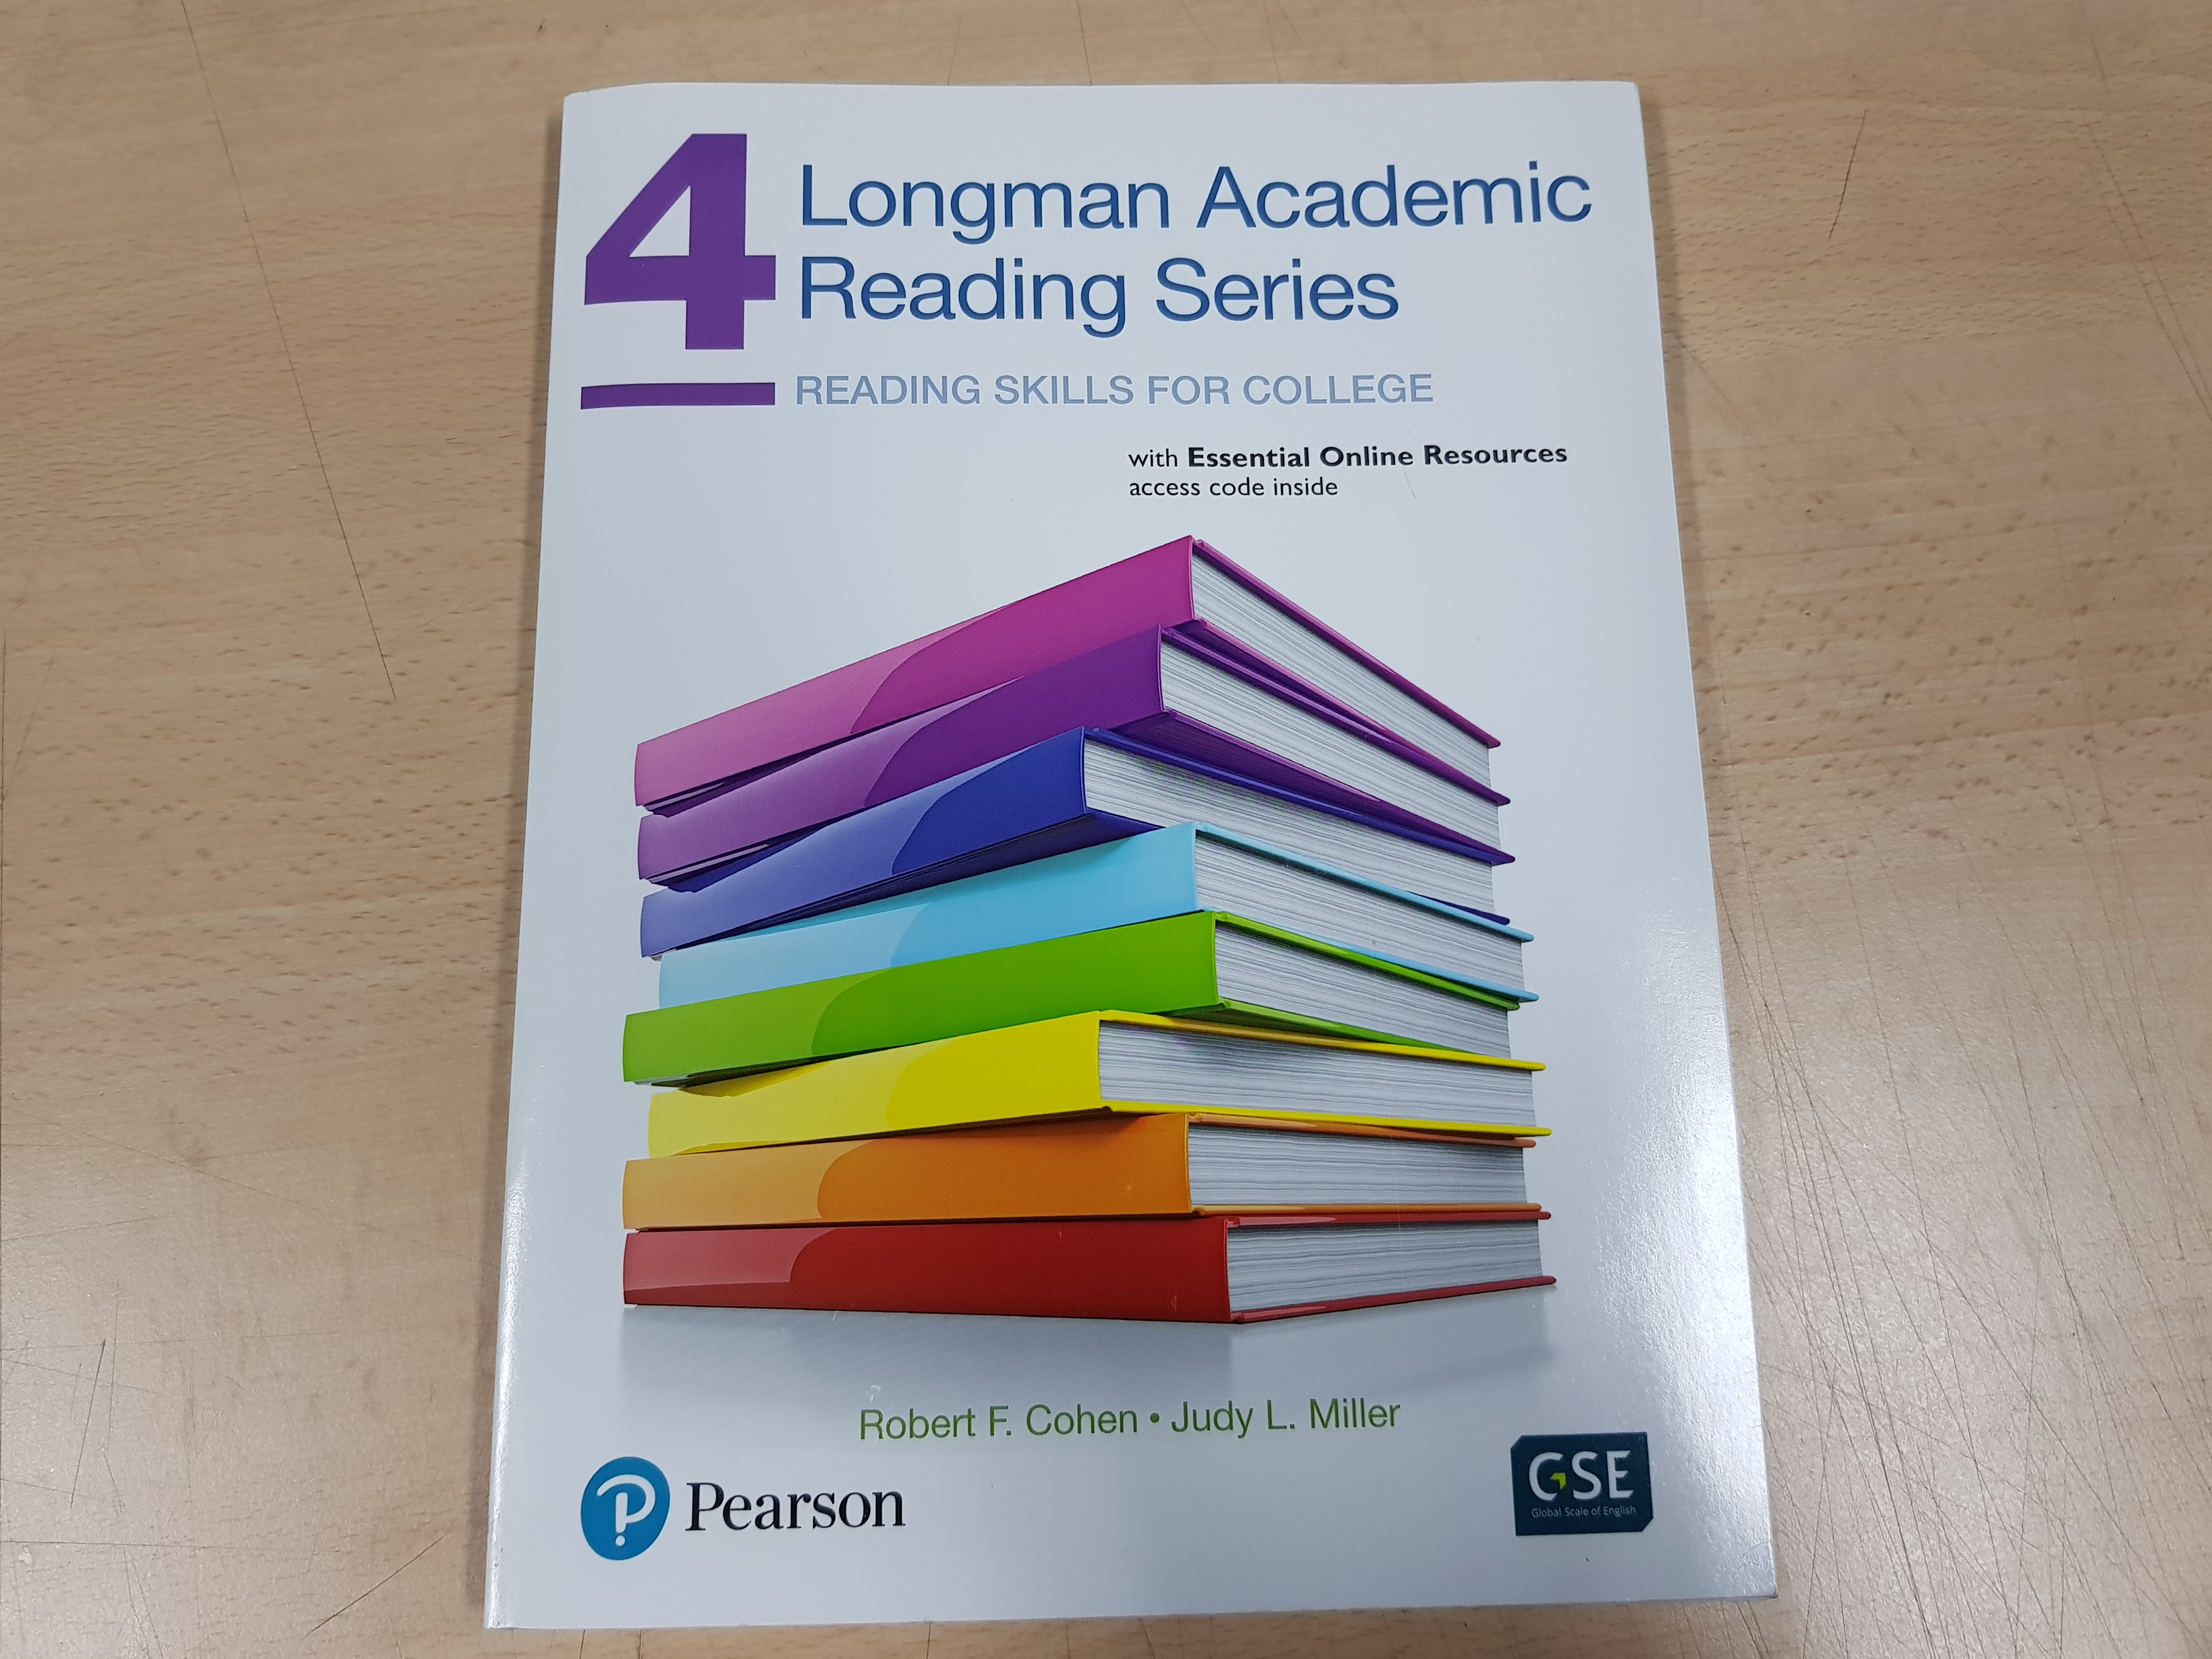 4
Longman Academic
Reading Series
READING SKILLS FOR COLLEGE
with Essential Online Resources
access code inside
Robert F. Cohen • Judy L. Miller
Pearson
GSE
Global Scale of English